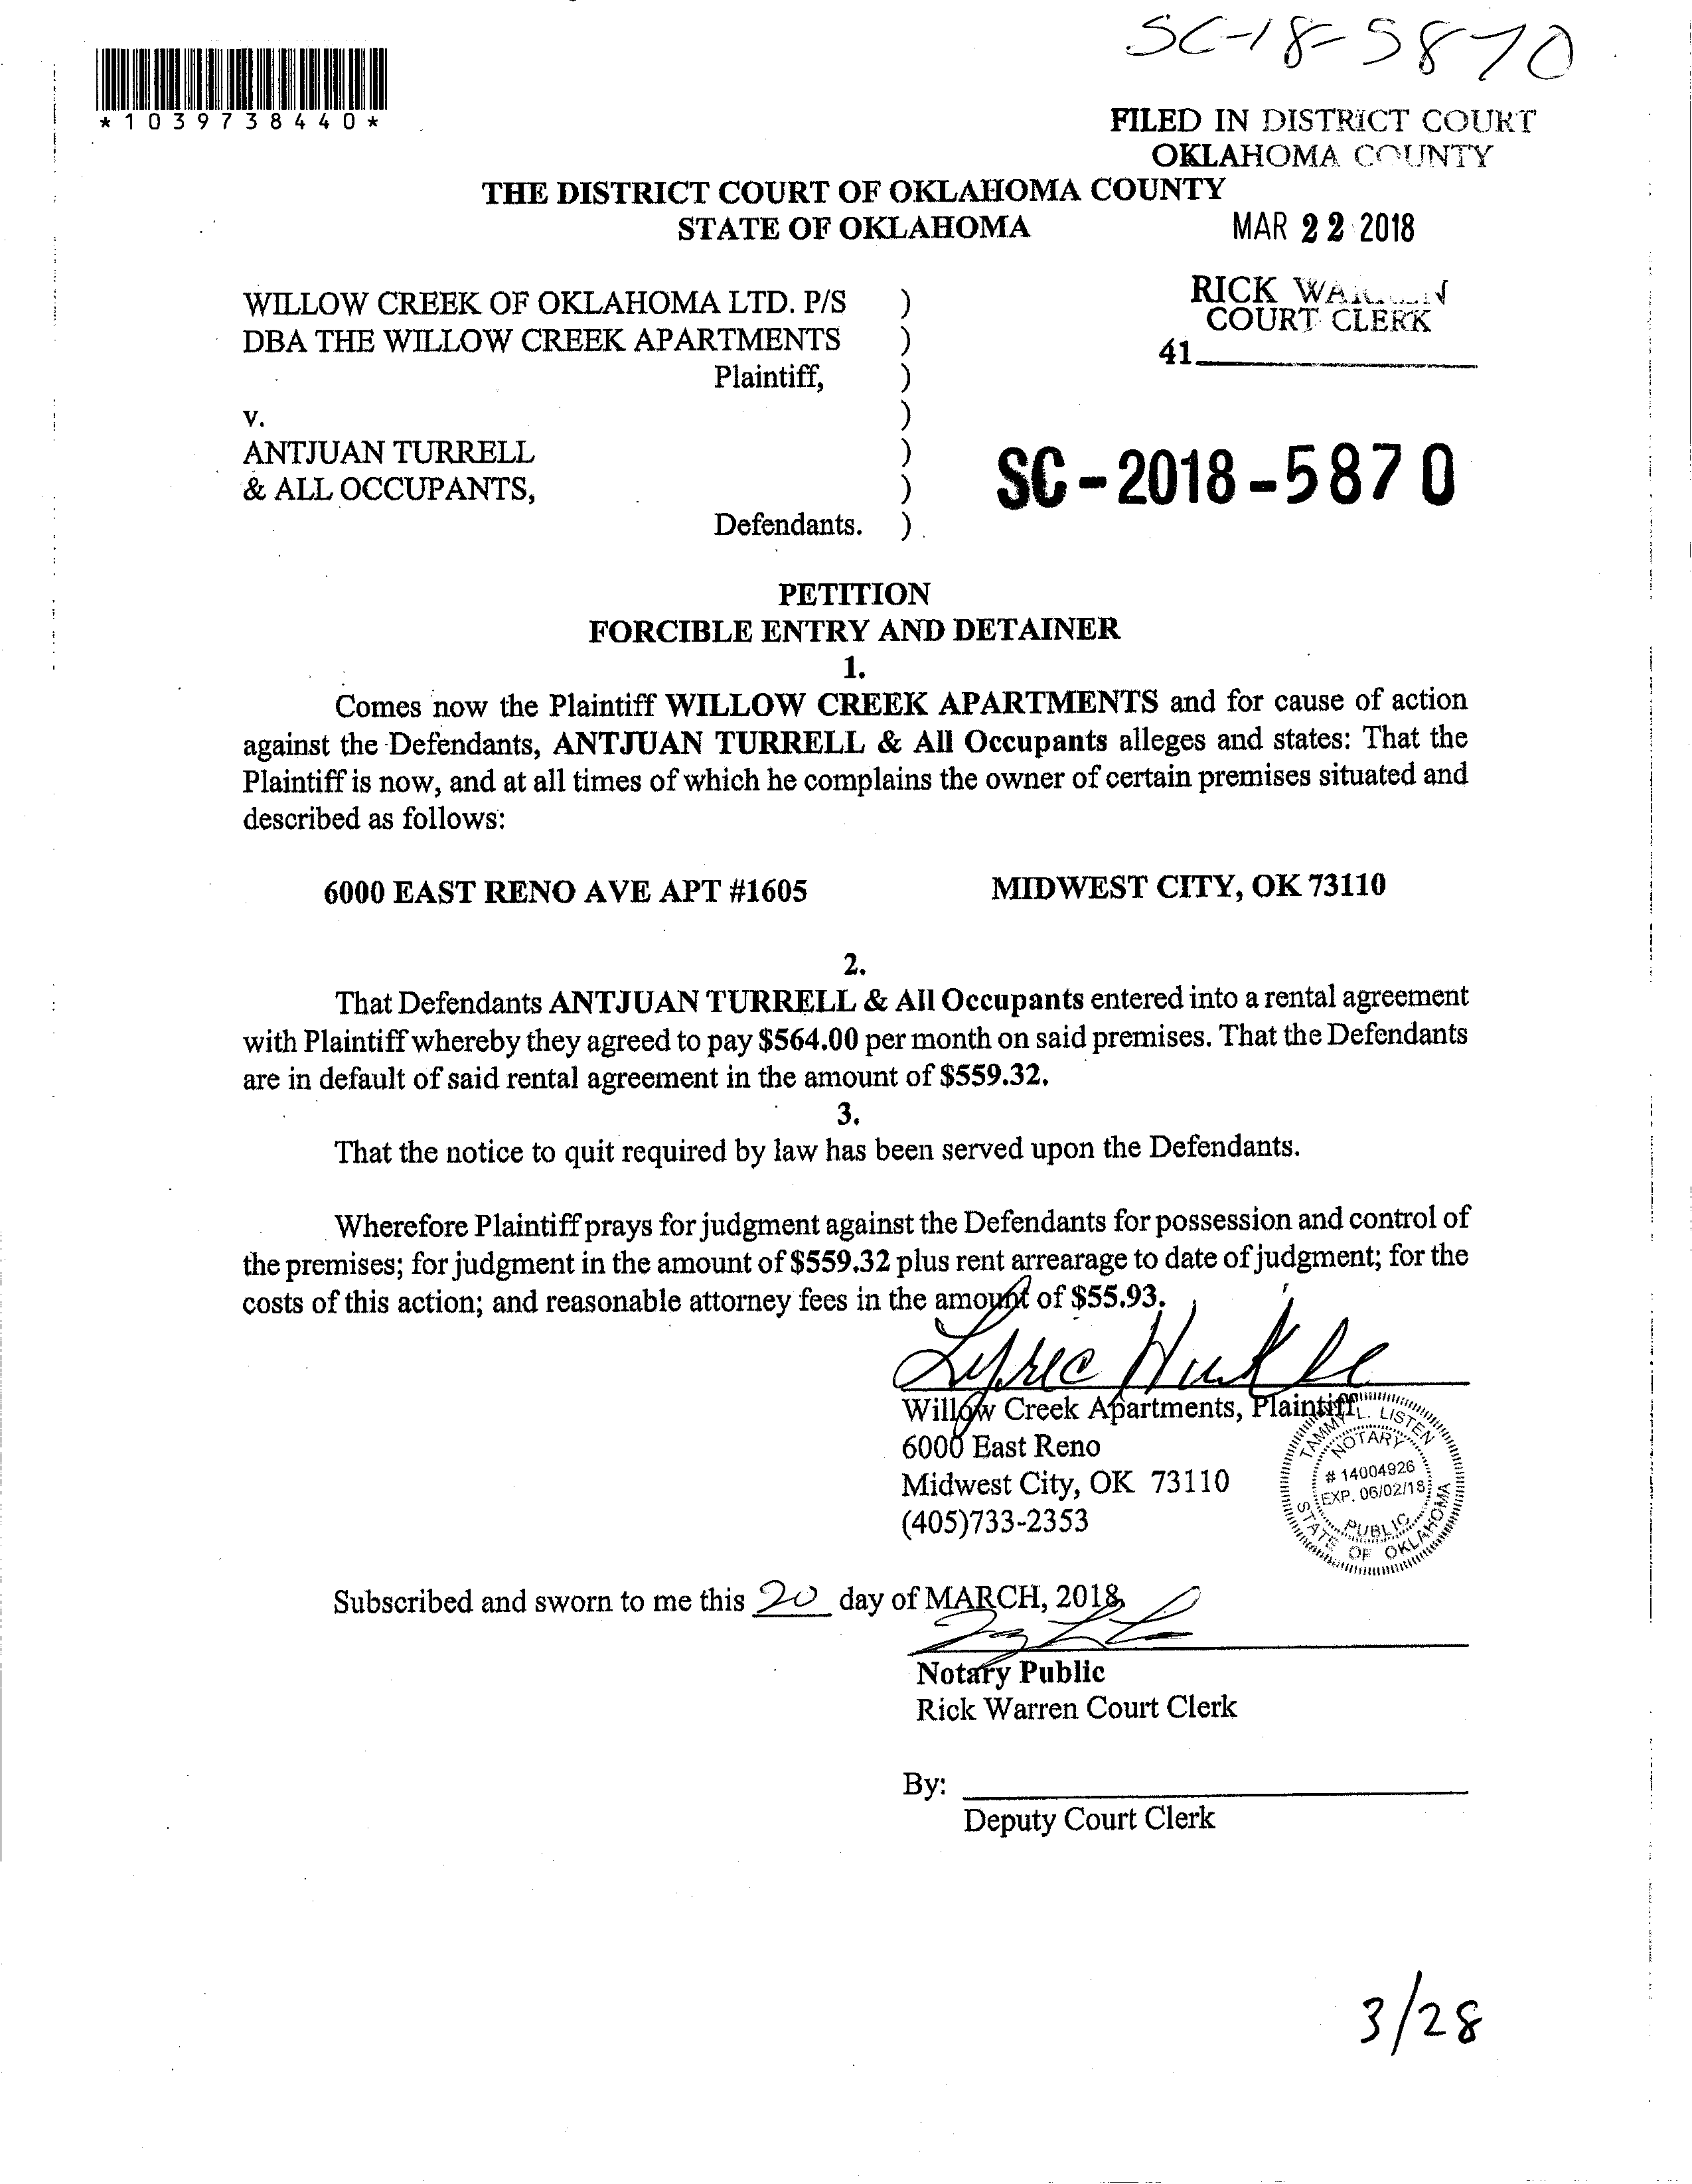 SC-18-5870
*1039738440*
FILED IN DISTRICT COURT
OKLAHOMA COUNTY
THE DISTRICT COURT OF OKLAHOMA COUNTY
STATE OF OKLAHOMA
MAR 22 2018
RICK
COURT CLERK
41
WILLOW CREEK OF OKLAHOMA LTD. P/S )
DBA THE WILLOW CREEK APARTMENTS )
Plaintiff, )
v. )
ANTJUAN TURRELL )
& ALL OCCUPANTS, )
Defendants. )
SC-2018-5870
PETITION
FORCIBLE ENTRY AND DETAINER
1.
Comes now the Plaintiff WILLOW CREEK APARTMENTS and for cause of action
against the Defendants, ANTJUAN TURRELL & All Occupants alleges and states: That the
Plaintiff is now, and at all times of which he complains the owner of certain premises situated and
described as follows:
6000 EAST RENO AVE APT #1605 MIDWEST CITY, OK 73110
2.
That Defendants ANTJUAN TURRELL & All Occupants entered into a rental agreement
with Plaintiff whereby they agreed to pay $564.00 per month on said premises. That the Defendants
are in default of said rental agreement in the amount of $559.32.
3.
That the notice to quit required by law has been served upon the Defendants.
Wherefore Plaintiff prays for judgment against the Defendants for possession and control of
the premises; for judgment in the amount of $559.32 plus rent arrearage to date of judgment; for the
costs of this action; and reasonable attorney fees in the amount of $55.93.
Willow Creek Apartments, Plaintiff
6000 East Reno
Midwest City, OK 73110
(405)733-2353
TAMMY L. LISTEN
NOTARY
# 14004926
EXP. 06/02/18
PUBLIC
STATE OF OKLAHOMA
Subscribed and sworn to me this 20 day of MARCH, 2018
Notary Public
Rick Warren Court Clerk
By:
Deputy Court Clerk
3/28